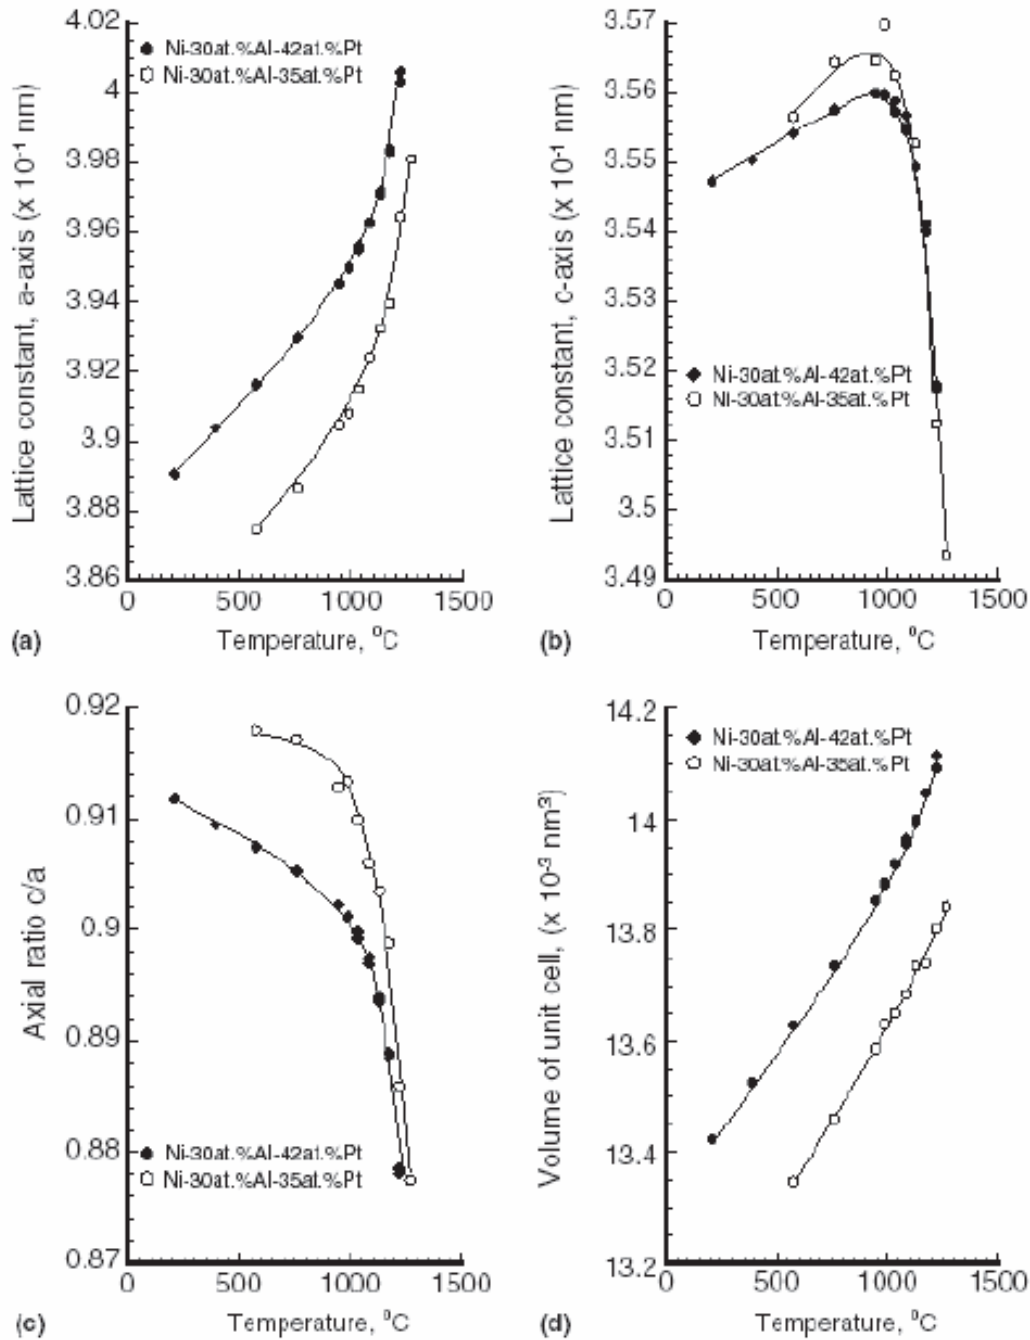 4.02
4
3.98
3.96
3.94
3.92
3.9
3.88
3.86
Lattice constant, a-axis (x 10⁻¹ nm)
Ni-30at.%Al-42at.%Pt
Ni-30at.%Al-35at.%Pt
0 500 1000 1500
(a) Temperature, ⁰C
3.57
3.56
3.55
3.54
3.53
3.52
3.51
3.5
3.49
Lattice constant, c-axis (x 10⁻¹ nm)
Ni-30at.%Al-42at.%Pt
Ni-30at.%Al-35at.%Pt
0 500 1000 1500
(b) Temperature, ⁰C
0.92
0.91
0.9
0.89
0.88
0.87
Axial ratio c/a
Ni-30at.%Al-42at.%Pt
Ni-30at.%Al-35at.%Pt
0 500 1000 1500
(c) Temperature, ⁰C
14.2
14
13.8
13.6
13.4
13.2
Volume of unit cell, (x 10⁻³ nm³)
Ni-30at.%Al-42at.%Pt
Ni-30at.%Al-35at.%Pt
0 500 1000 1500
(d) Temperature, ⁰C